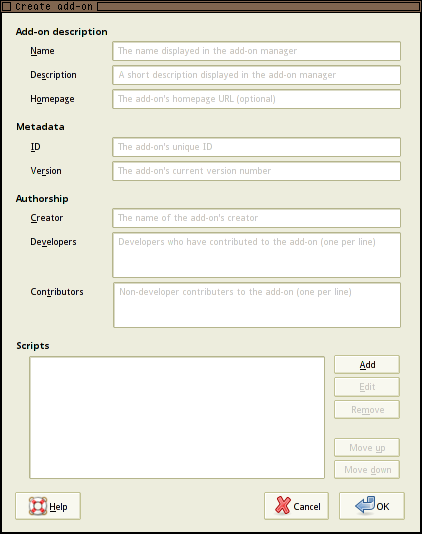 Create add-on
Add-on description
Name The name displayed in the add-on manager
Description A short description displayed in the add-on manager
Homepage The add-on's homepage URL (optional)
Metadata
ID The add-on's unique ID
Version The add-on's current version number
Authorship
Creator The name of the add-on's creator
Developers Developers who have contributed to the add-on (one per line)
Contributors Non-developer contributers to the add-on (one per line)
Scripts
Add
Edit
Remove
Move up
Move down
Help Cancel OK